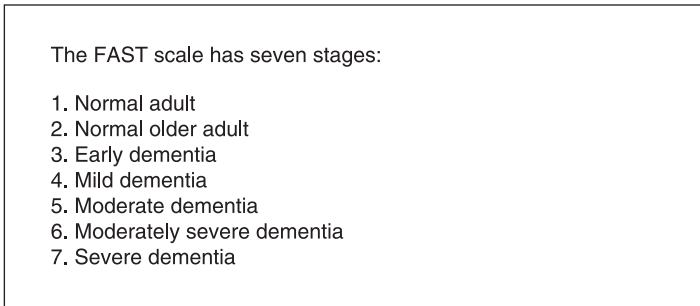 The FAST scale has seven stages:
1. Normal adult
2. Normal older adult
3. Early dementia
4. Mild dementia
5. Moderate dementia
6. Moderately severe dementia
7. Severe dementia